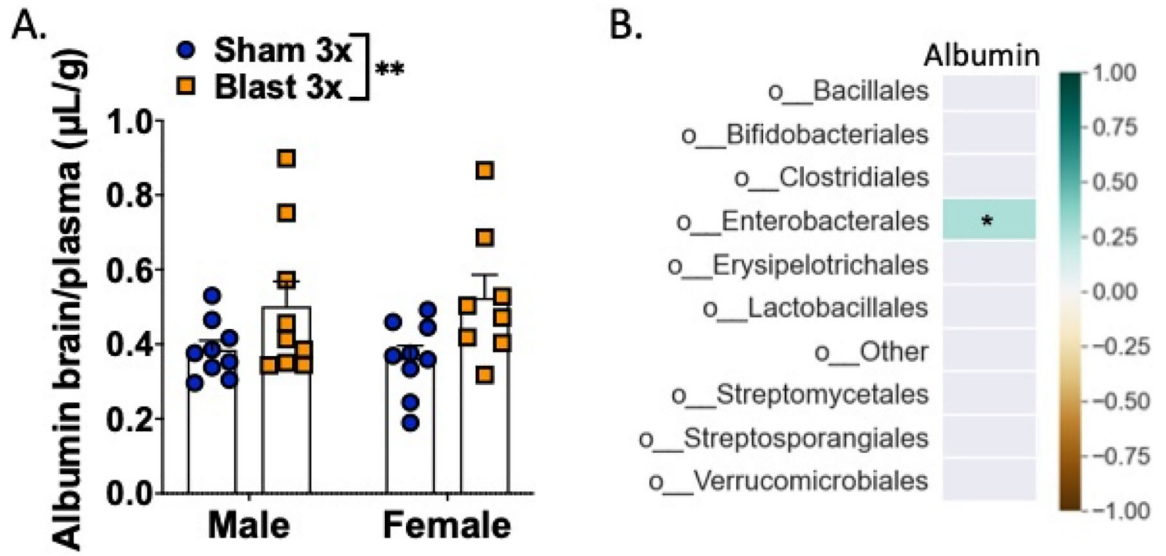 A.
Sham 3x
Blast 3x
**
Albumin brain/plasma (µL/g)
1.0
0.8
0.6
0.4
0.2
0.0
Male
Female
B.
Albumin
o__Bacillales
o__Bifidobacteriales
o__Clostridiales
o__Enterobacterales
*
o__Erysipelotrichales
o__Lactobacillales
o__Other
o__Streptomycetales
o__Streptosporangiales
o__Verrucomicrobiales
1.00
0.75
0.50
0.25
0.00
−0.25
−0.50
−0.75
−1.00